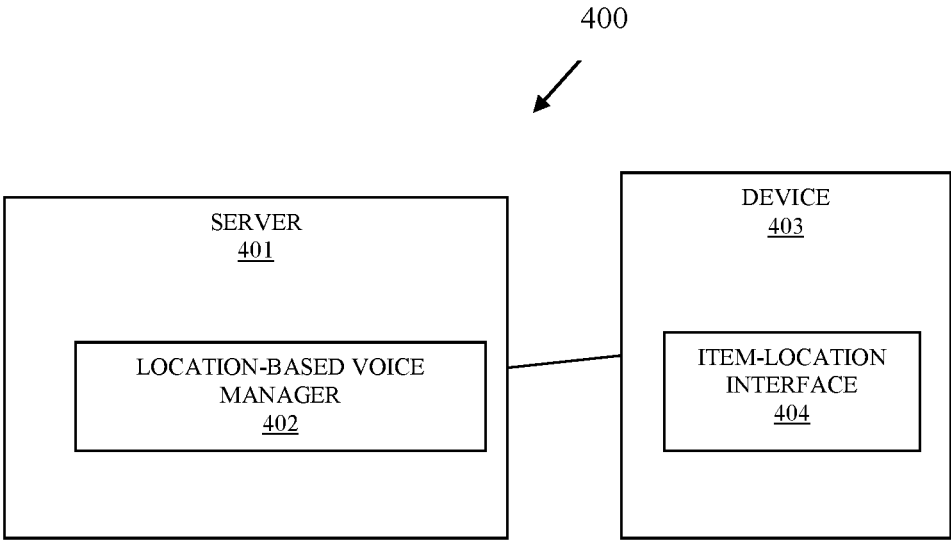 400
SERVER
401
LOCATION-BASED VOICE
MANAGER
402
DEVICE
403
ITEM-LOCATION
INTERFACE
404